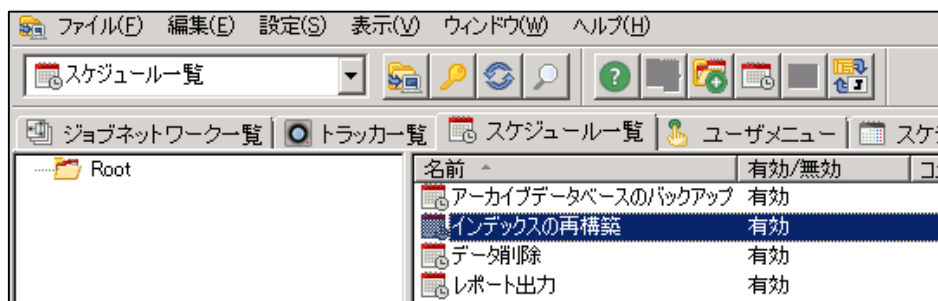 ファイル(F) 編集(E) 設定(S) 表示(V) ウィンドウ(W) ヘルプ(H)
スケジュール一覧
ジョブネットワーク一覧 トラッカー覧 スケジュール一覧 ユーザメニュー スケ
Root
名前 有効/無効
アーカイブデータベースのバックアップ 有効
インデックスの再構築 有効
データ削除 有効
レポート出力 有効